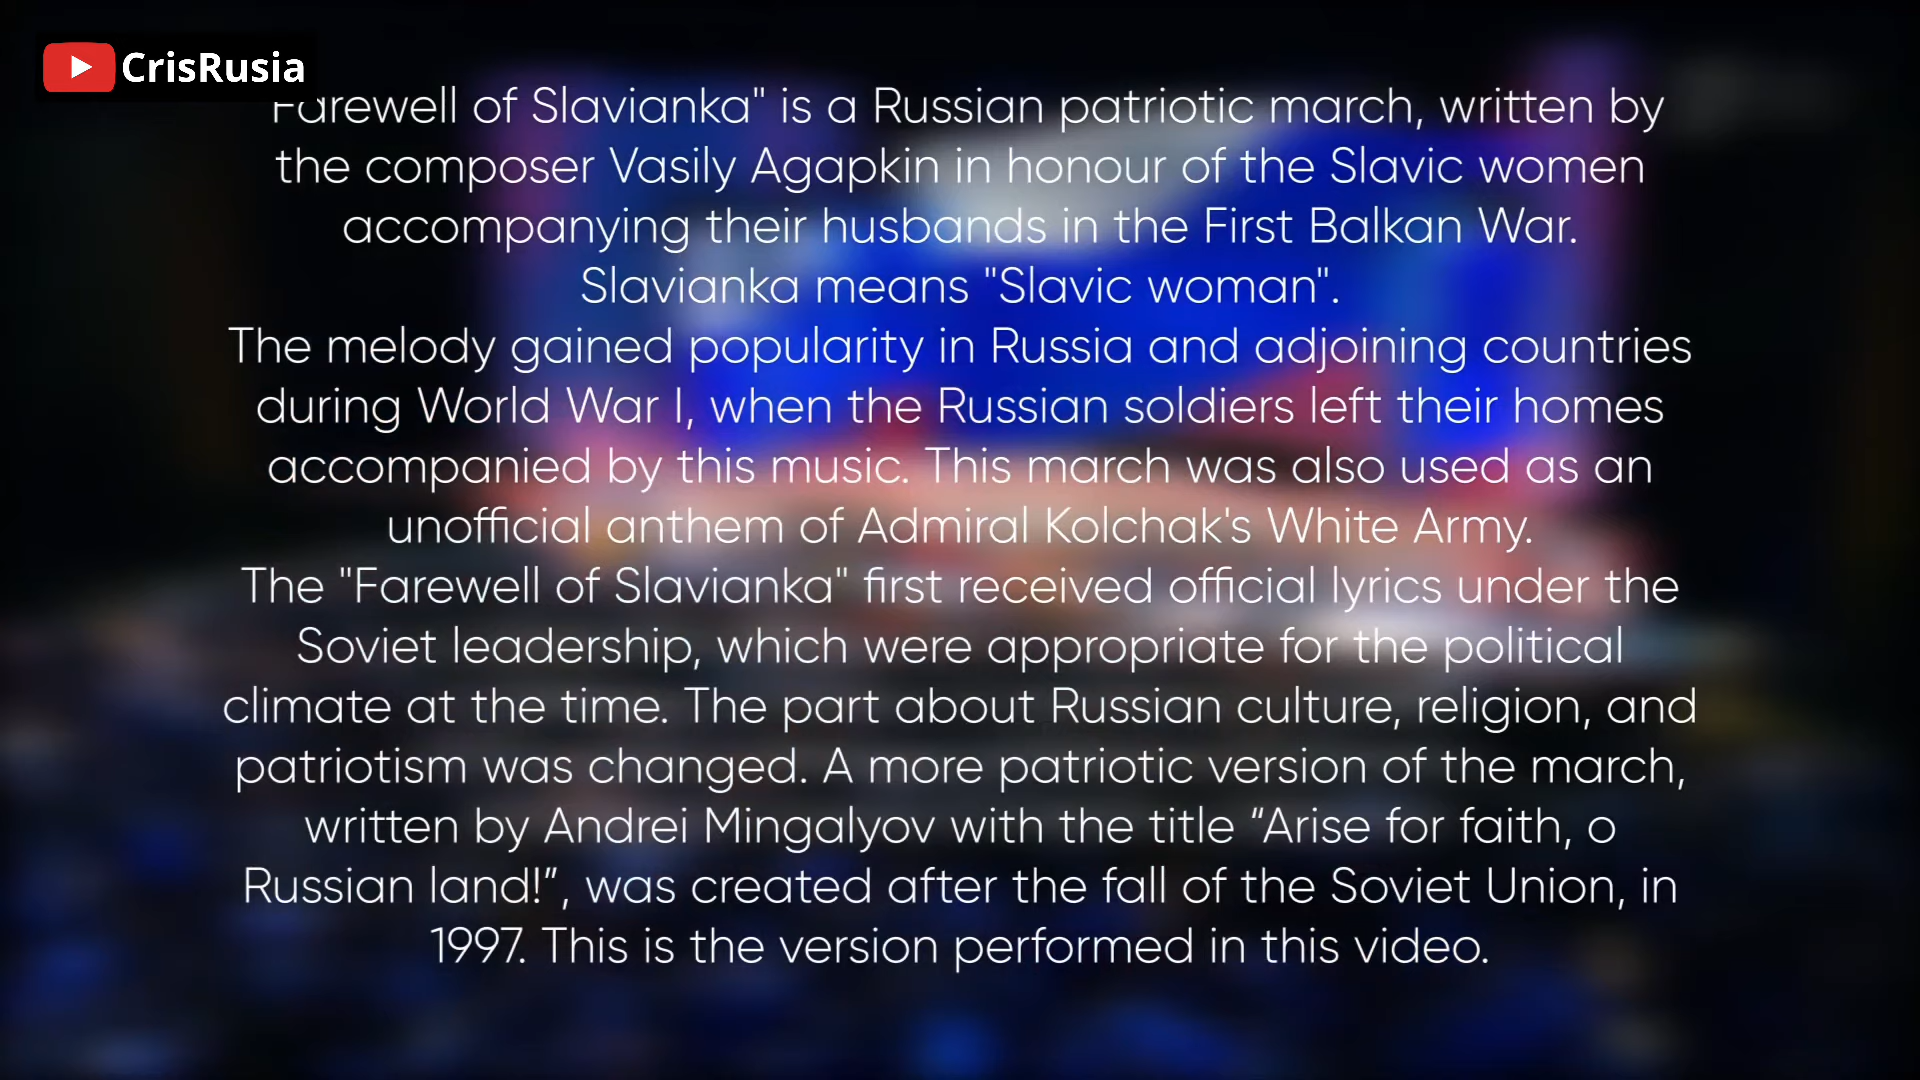 CrisRusia
Farewell of Slavianka" is a Russian patriotic march, written by
the composer Vasily Agapkin in honour of the Slavic women
accompanying their husbands in the First Balkan War.
Slavianka means "Slavic woman".
The melody gained popularity in Russia and adjoining countries
during World War I, when the Russian soldiers left their homes
accompanied by this music. This march was also used as an
unofficial anthem of Admiral Kolchak's White Army.
The "Farewell of Slavianka" first received official lyrics under the
Soviet leadership, which were appropriate for the political
climate at the time. The part about Russian culture, religion, and
patriotism was changed. A more patriotic version of the march,
written by Andrei Mingalyov with the title “Arise for faith, o
Russian land!”, was created after the fall of the Soviet Union, in
1997. This is the version performed in this video.